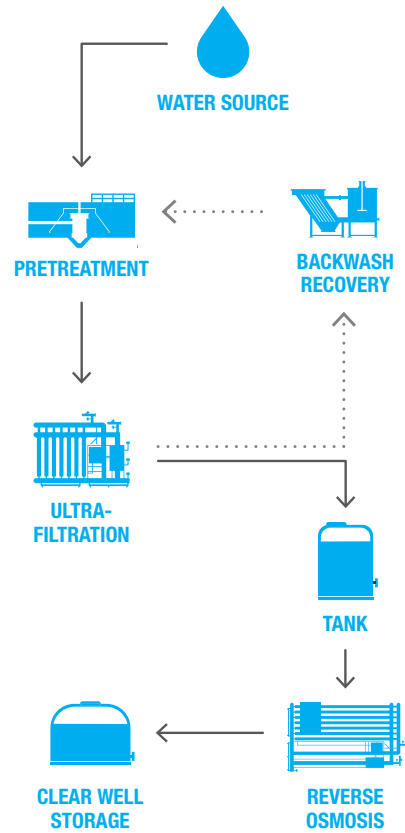 WATER SOURCE
PRETREATMENT
BACKWASH
RECOVERY
ULTRA-
FILTRATION
TANK
CLEAR WELL
STORAGE
REVERSE
OSMOSIS